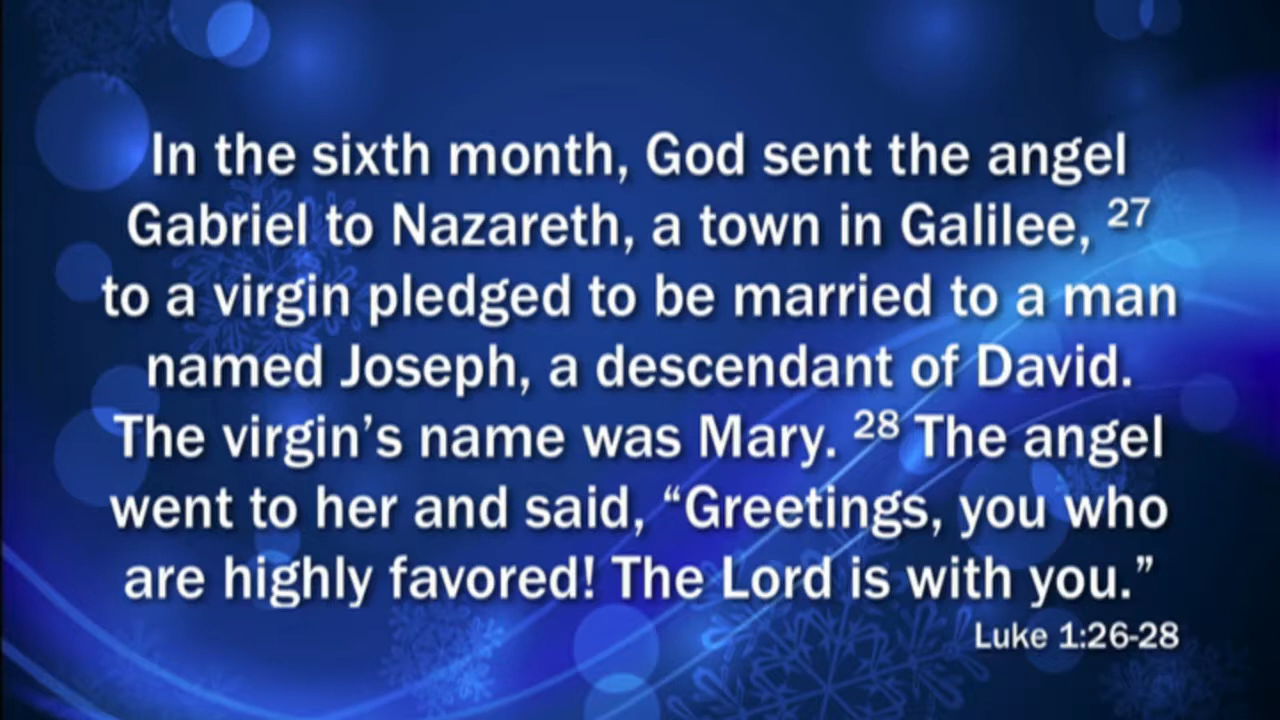 In the sixth month, God sent the angel
Gabriel to Nazareth, a town in Galilee, 27
to a virgin pledged to be married to a man
named Joseph, a descendant of David.
The virgin’s name was Mary. 28 The angel
went to her and said, “Greetings, you who
are highly favored! The Lord is with you.”
Luke 1:26-28